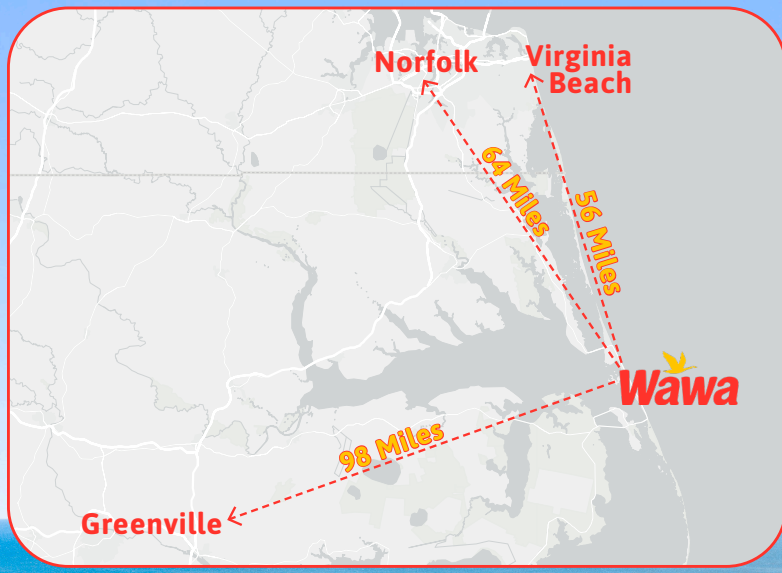 Norfolk
Virginia
Beach
64 Miles
56 Miles
Wawa
98 Miles
Greenville